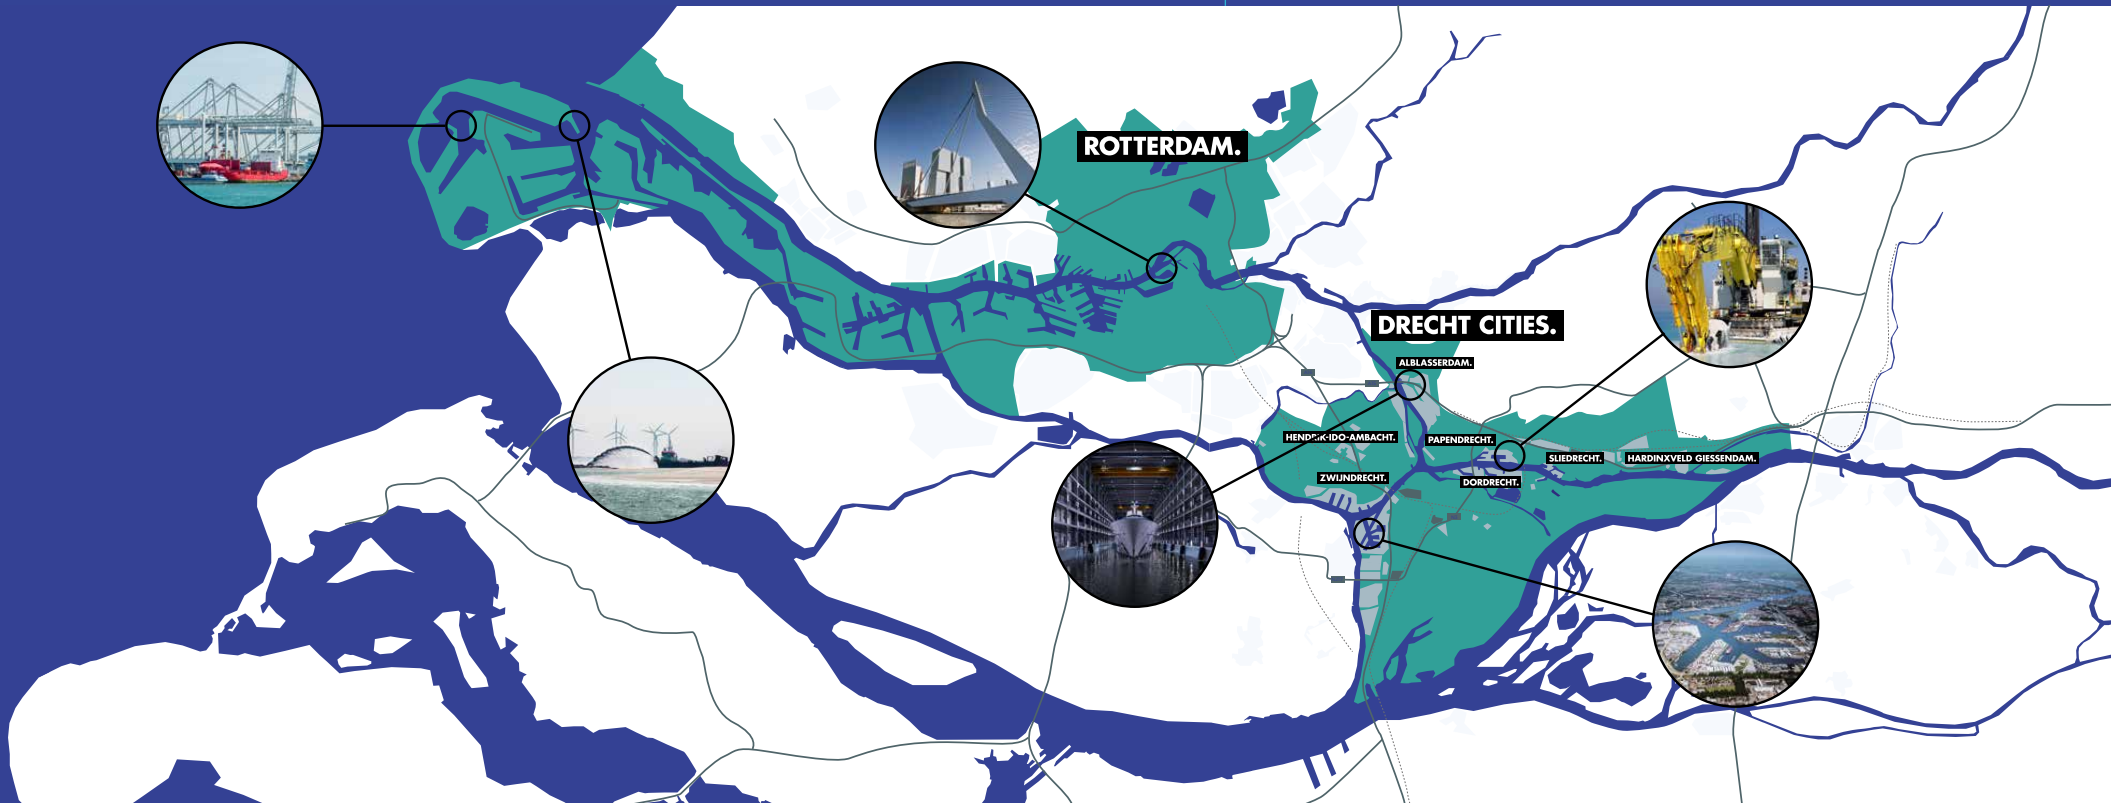 ROTTERDAM.
DRECHT CITIES.
ALBLASSERDAM.
HENDRIK-IDO-AMBACHT.
PAPENDRECHT.
SLIEDRECHT.
HARDINXVELD GIESSENDAM.
ZWIJNDRECHT.
DORDRECHT.